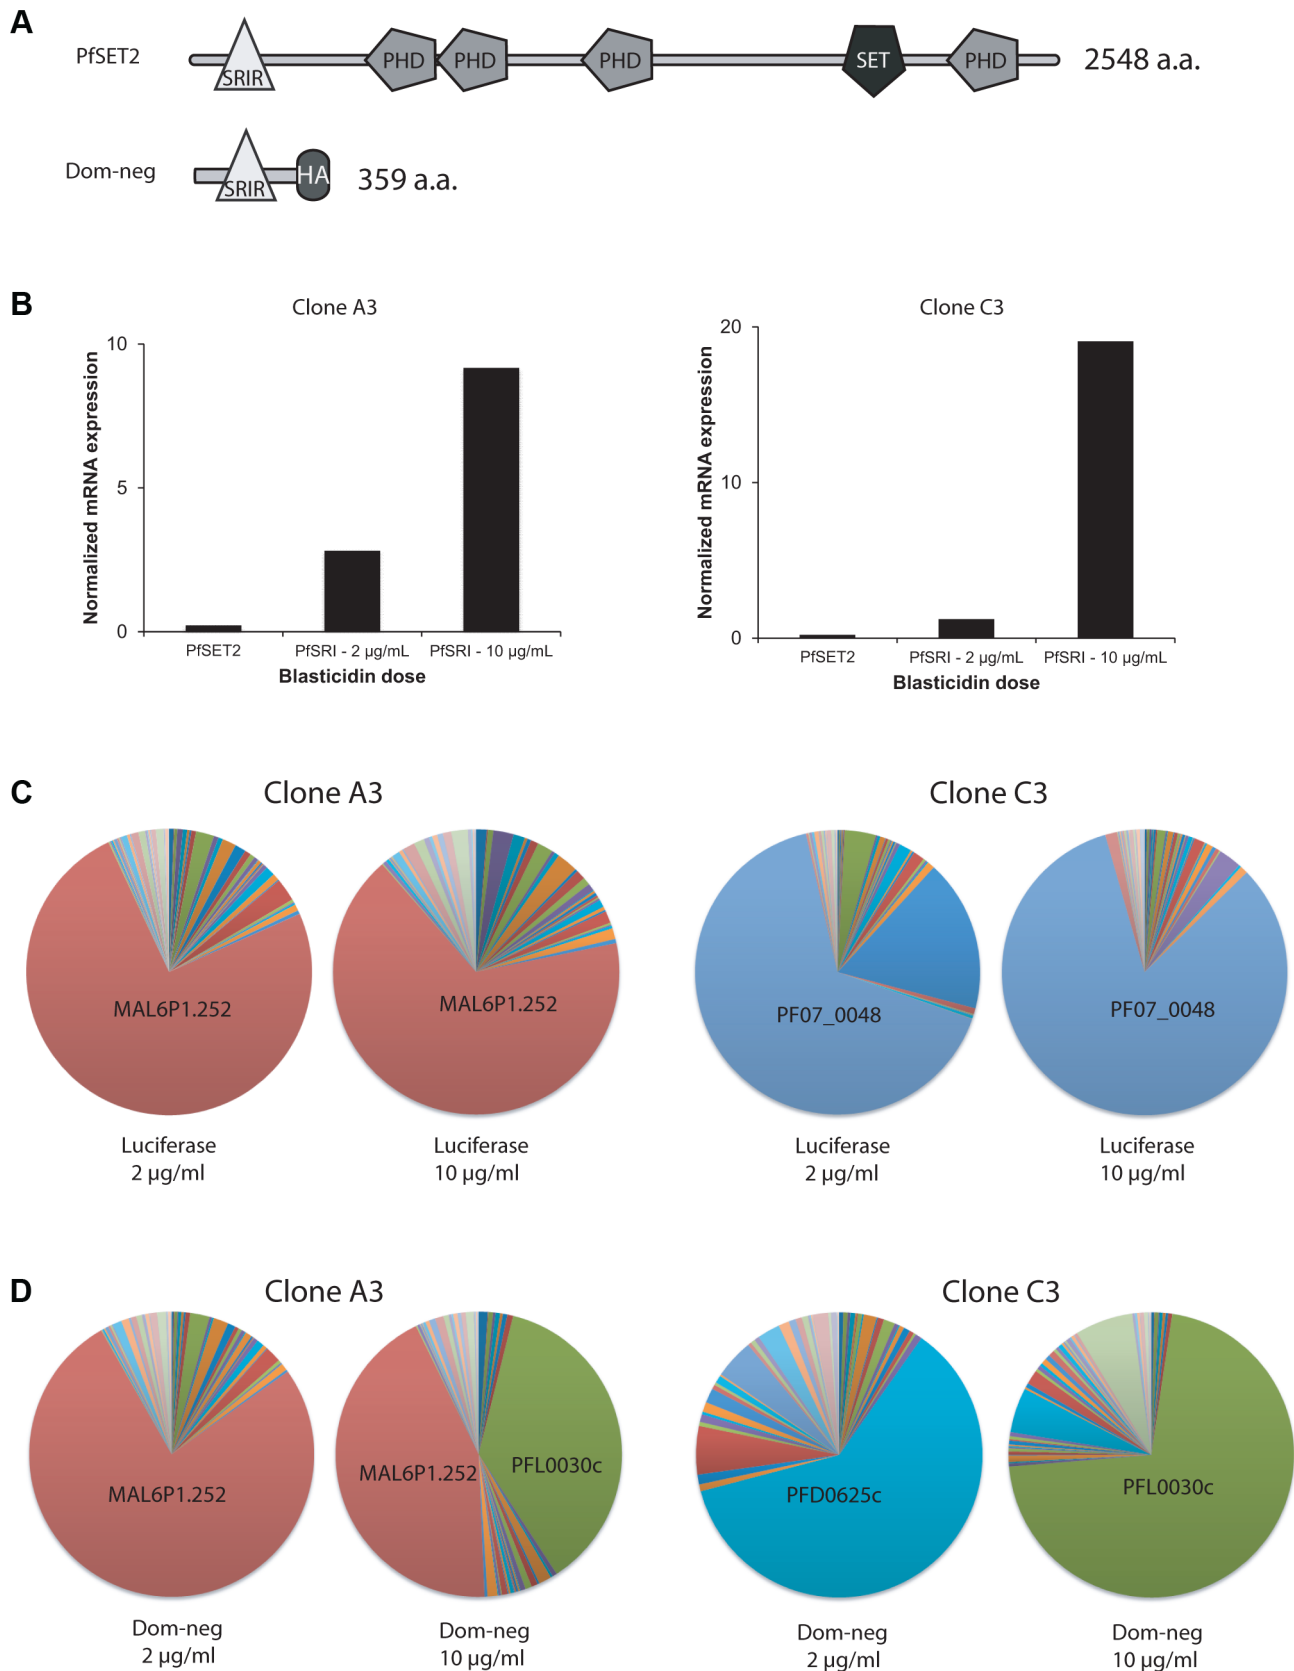 A
PfSET2
SRIR
PHD
PHD
PHD
SET
PHD
2548 a.a.
Dom-neg
SRIR
HA
359 a.a.
B
Clone A3
Normalized mRNA expression
10
5
0
PfSET2
PfSRI - 2 µg/mL
PfSRI - 10 µg/mL
Blasticidin dose
Clone C3
Normalized mRNA expression
20
10
0
PfSET2
PfSRI - 2 µg/mL
PfSRI - 10 µg/mL
Blasticidin dose
C
Clone A3
Clone C3
MAL6P1.252
MAL6P1.252
PF07_0048
PF07_0048
Luciferase
2 µg/ml
Luciferase
10 µg/ml
Luciferase
2 µg/ml
Luciferase
10 µg/ml
D
Clone A3
Clone C3
MAL6P1.252
MAL6P1.252
PFL0030c
PFD0625c
PFL0030c
Dom-neg
2 µg/ml
Dom-neg
10 µg/ml
Dom-neg
2 µg/ml
Dom-neg
10 µg/ml